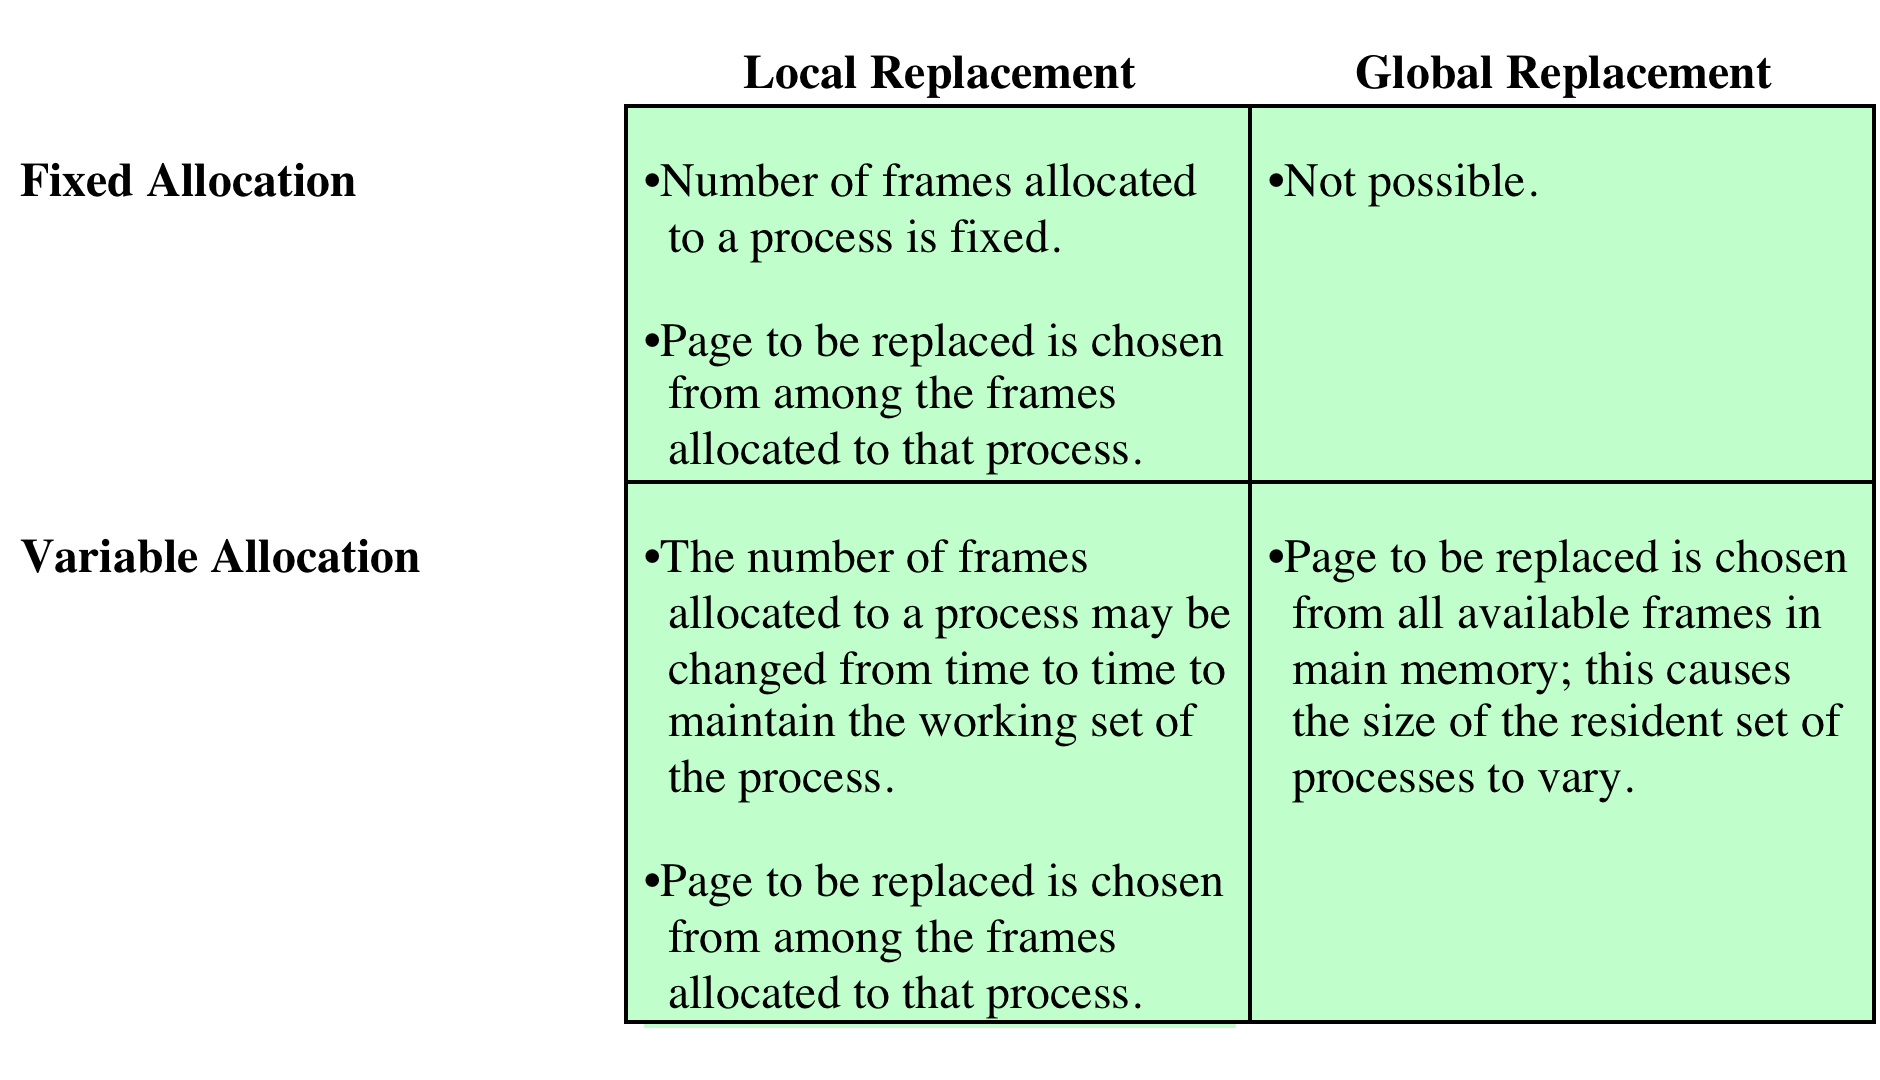 Local Replacement
Global Replacement
Fixed Allocation
•Number of frames allocated
to a process is fixed.
•Page to be replaced is chosen
from among the frames
allocated to that process.
•Not possible.
Variable Allocation
•The number of frames
allocated to a process may be
changed from time to time to
maintain the working set of
the process.
•Page to be replaced is chosen
from among the frames
allocated to that process.
•Page to be replaced is chosen
from all available frames in
main memory; this causes
the size of the resident set of
processes to vary.